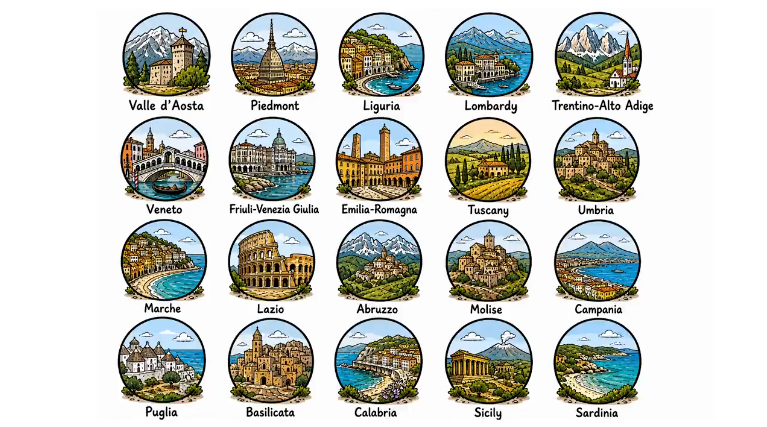 Valle d'Aosta
Piedmont
Liguria
Lombardy
Trentino-Alto Adige
Veneto
Friuli-Venezia Giulia
Emilia-Romagna
Tuscany
Umbria
Marche
Lazio
Abruzzo
Molise
Campania
Puglia
Basilicata
Calabria
Sicily
Sardinia